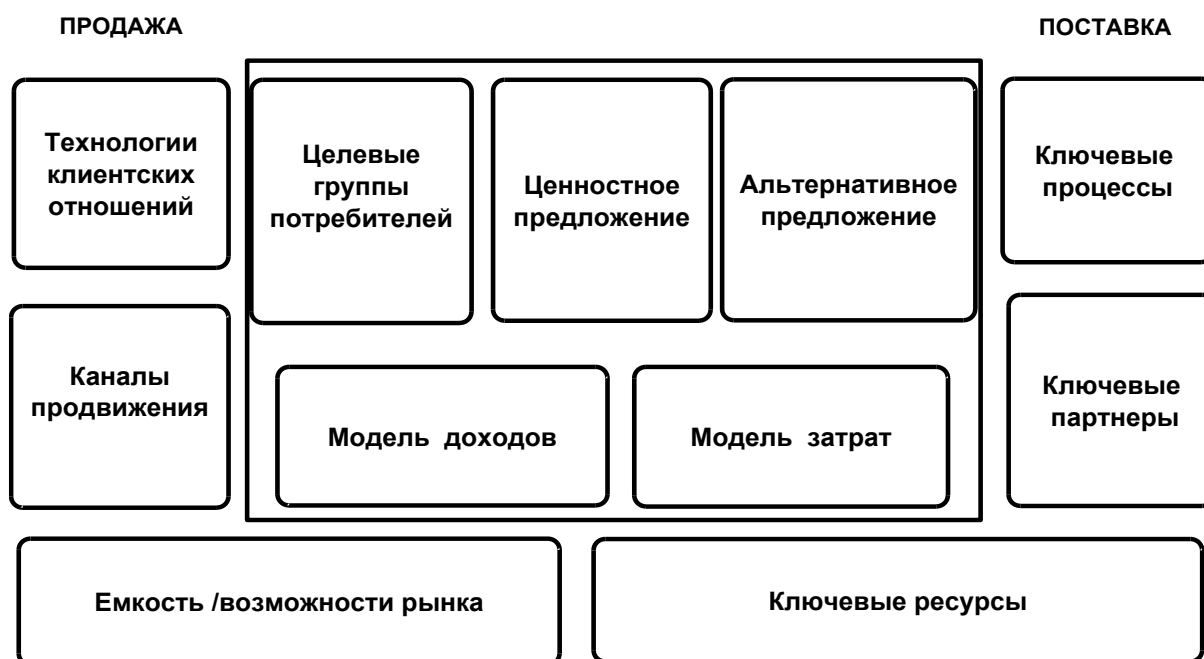 ПРОДАЖА
ПОСТАВКА
Технологии
клиентских
отношений
Целевые
группы
потребителей
Ценностное
предложение
Альтернативное
предложение
Ключевые
процессы
Каналы
продвижения
Модель доходов
Модель затрат
Ключевые
партнеры
Емкость /возможности рынка
Ключевые ресурсы